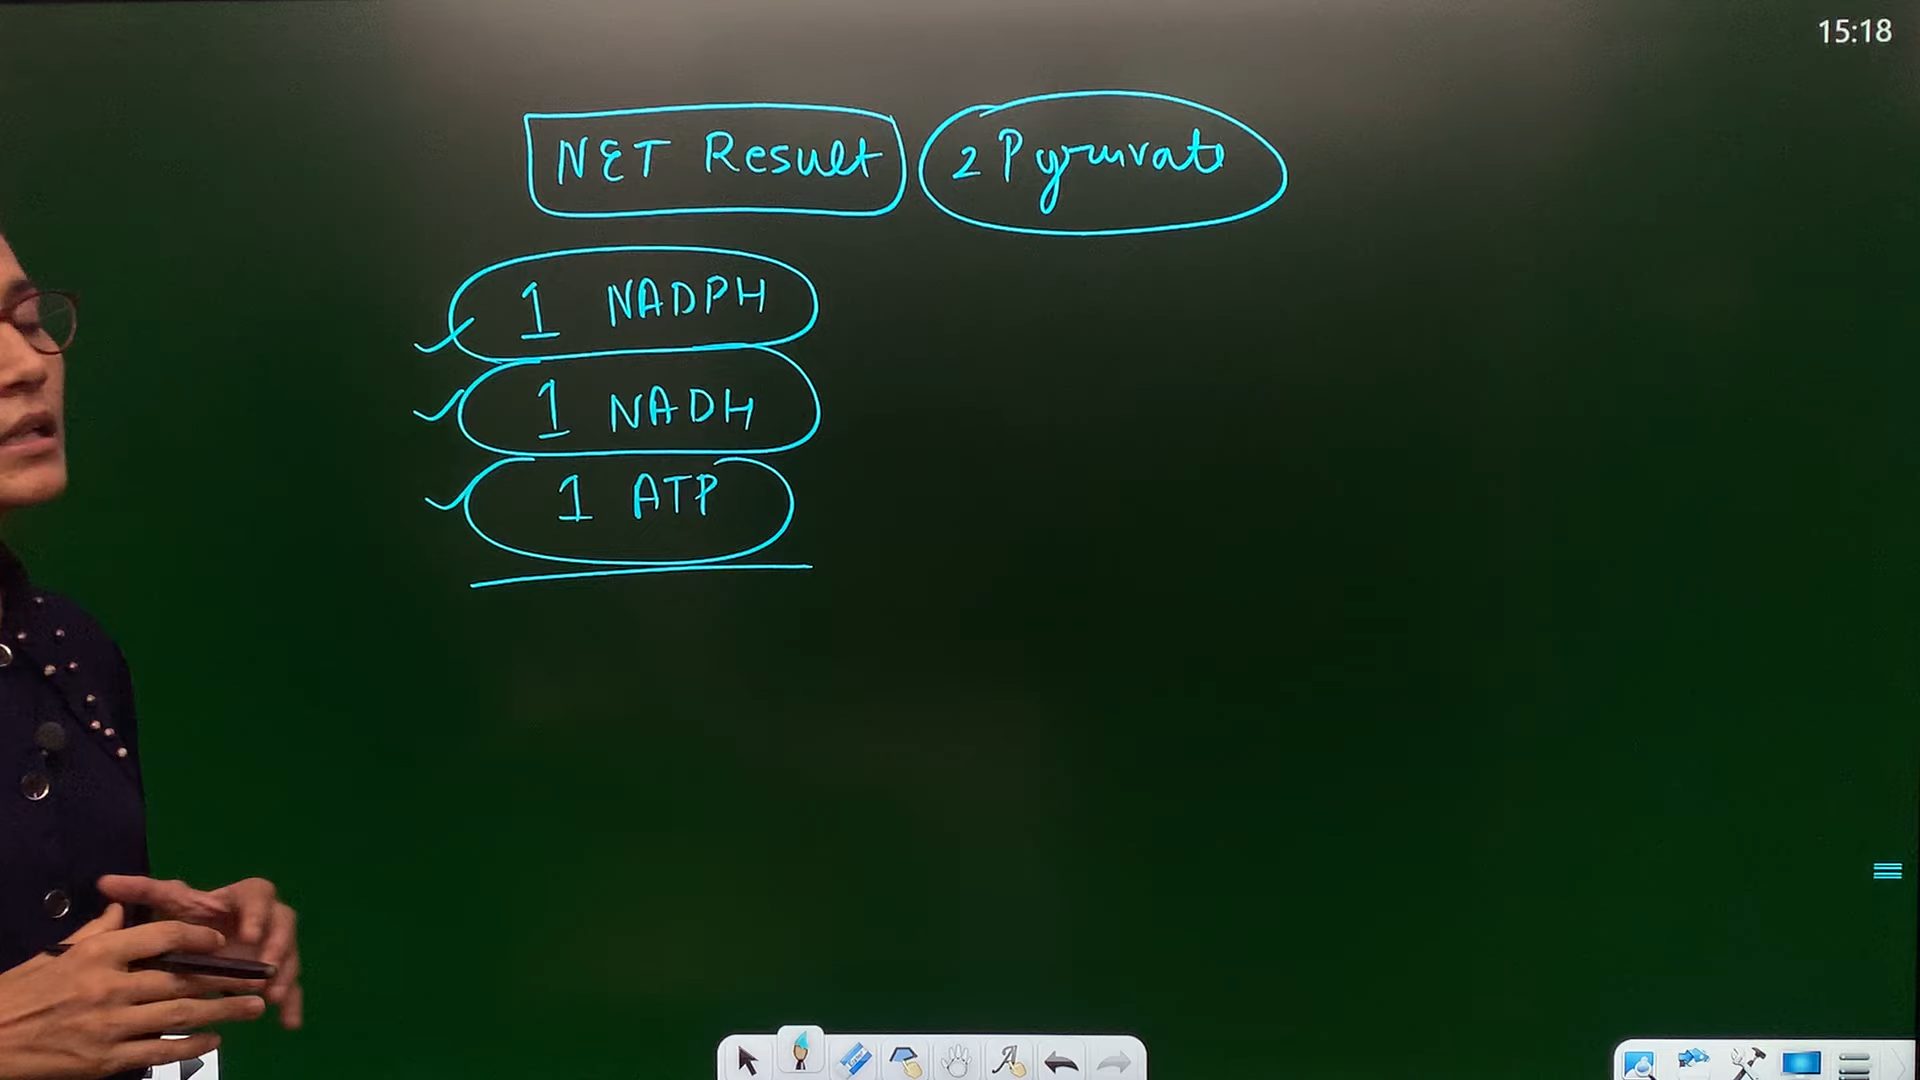 15:18
NET Result 2 Pyruvate
1 NADPH
1 NADH
1 ATP